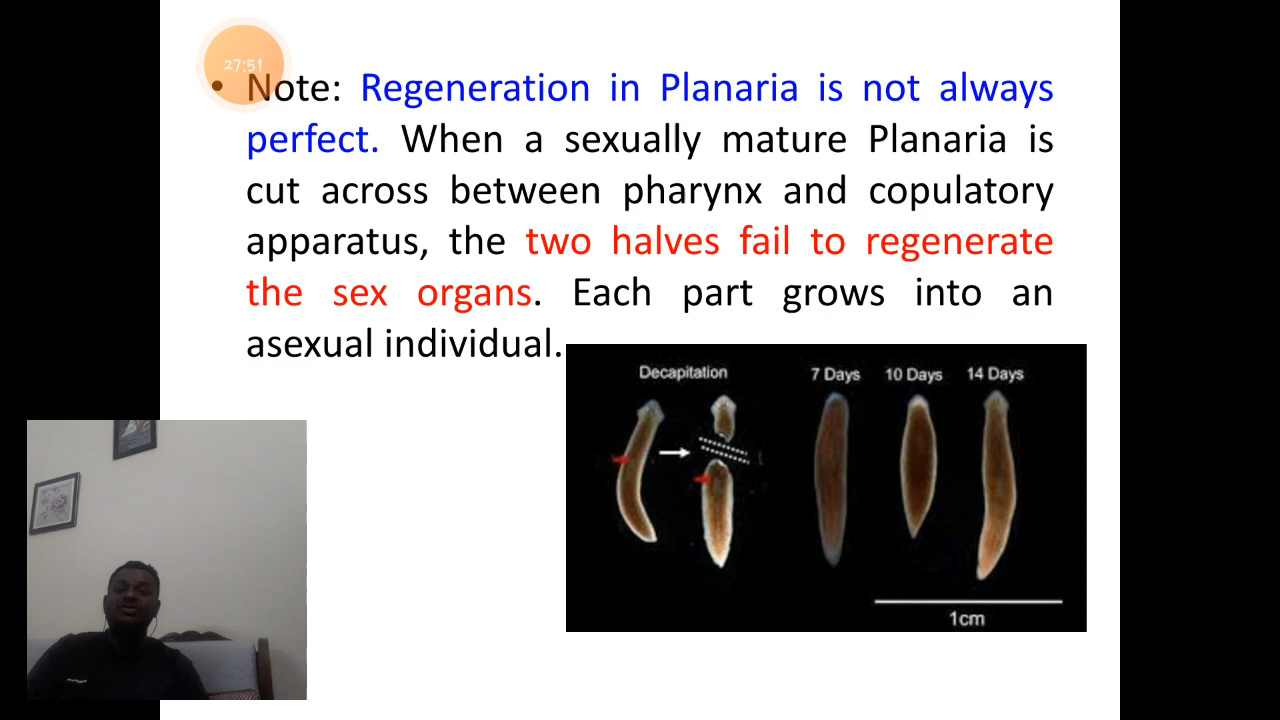 27:51
• Note: Regeneration in Planaria is not always
perfect. When a sexually mature Planaria is
cut across between pharynx and copulatory
apparatus, the two halves fail to regenerate
the sex organs. Each part grows into an
asexual individual.
Decapitation 7 Days 10 Days 14 Days
1cm